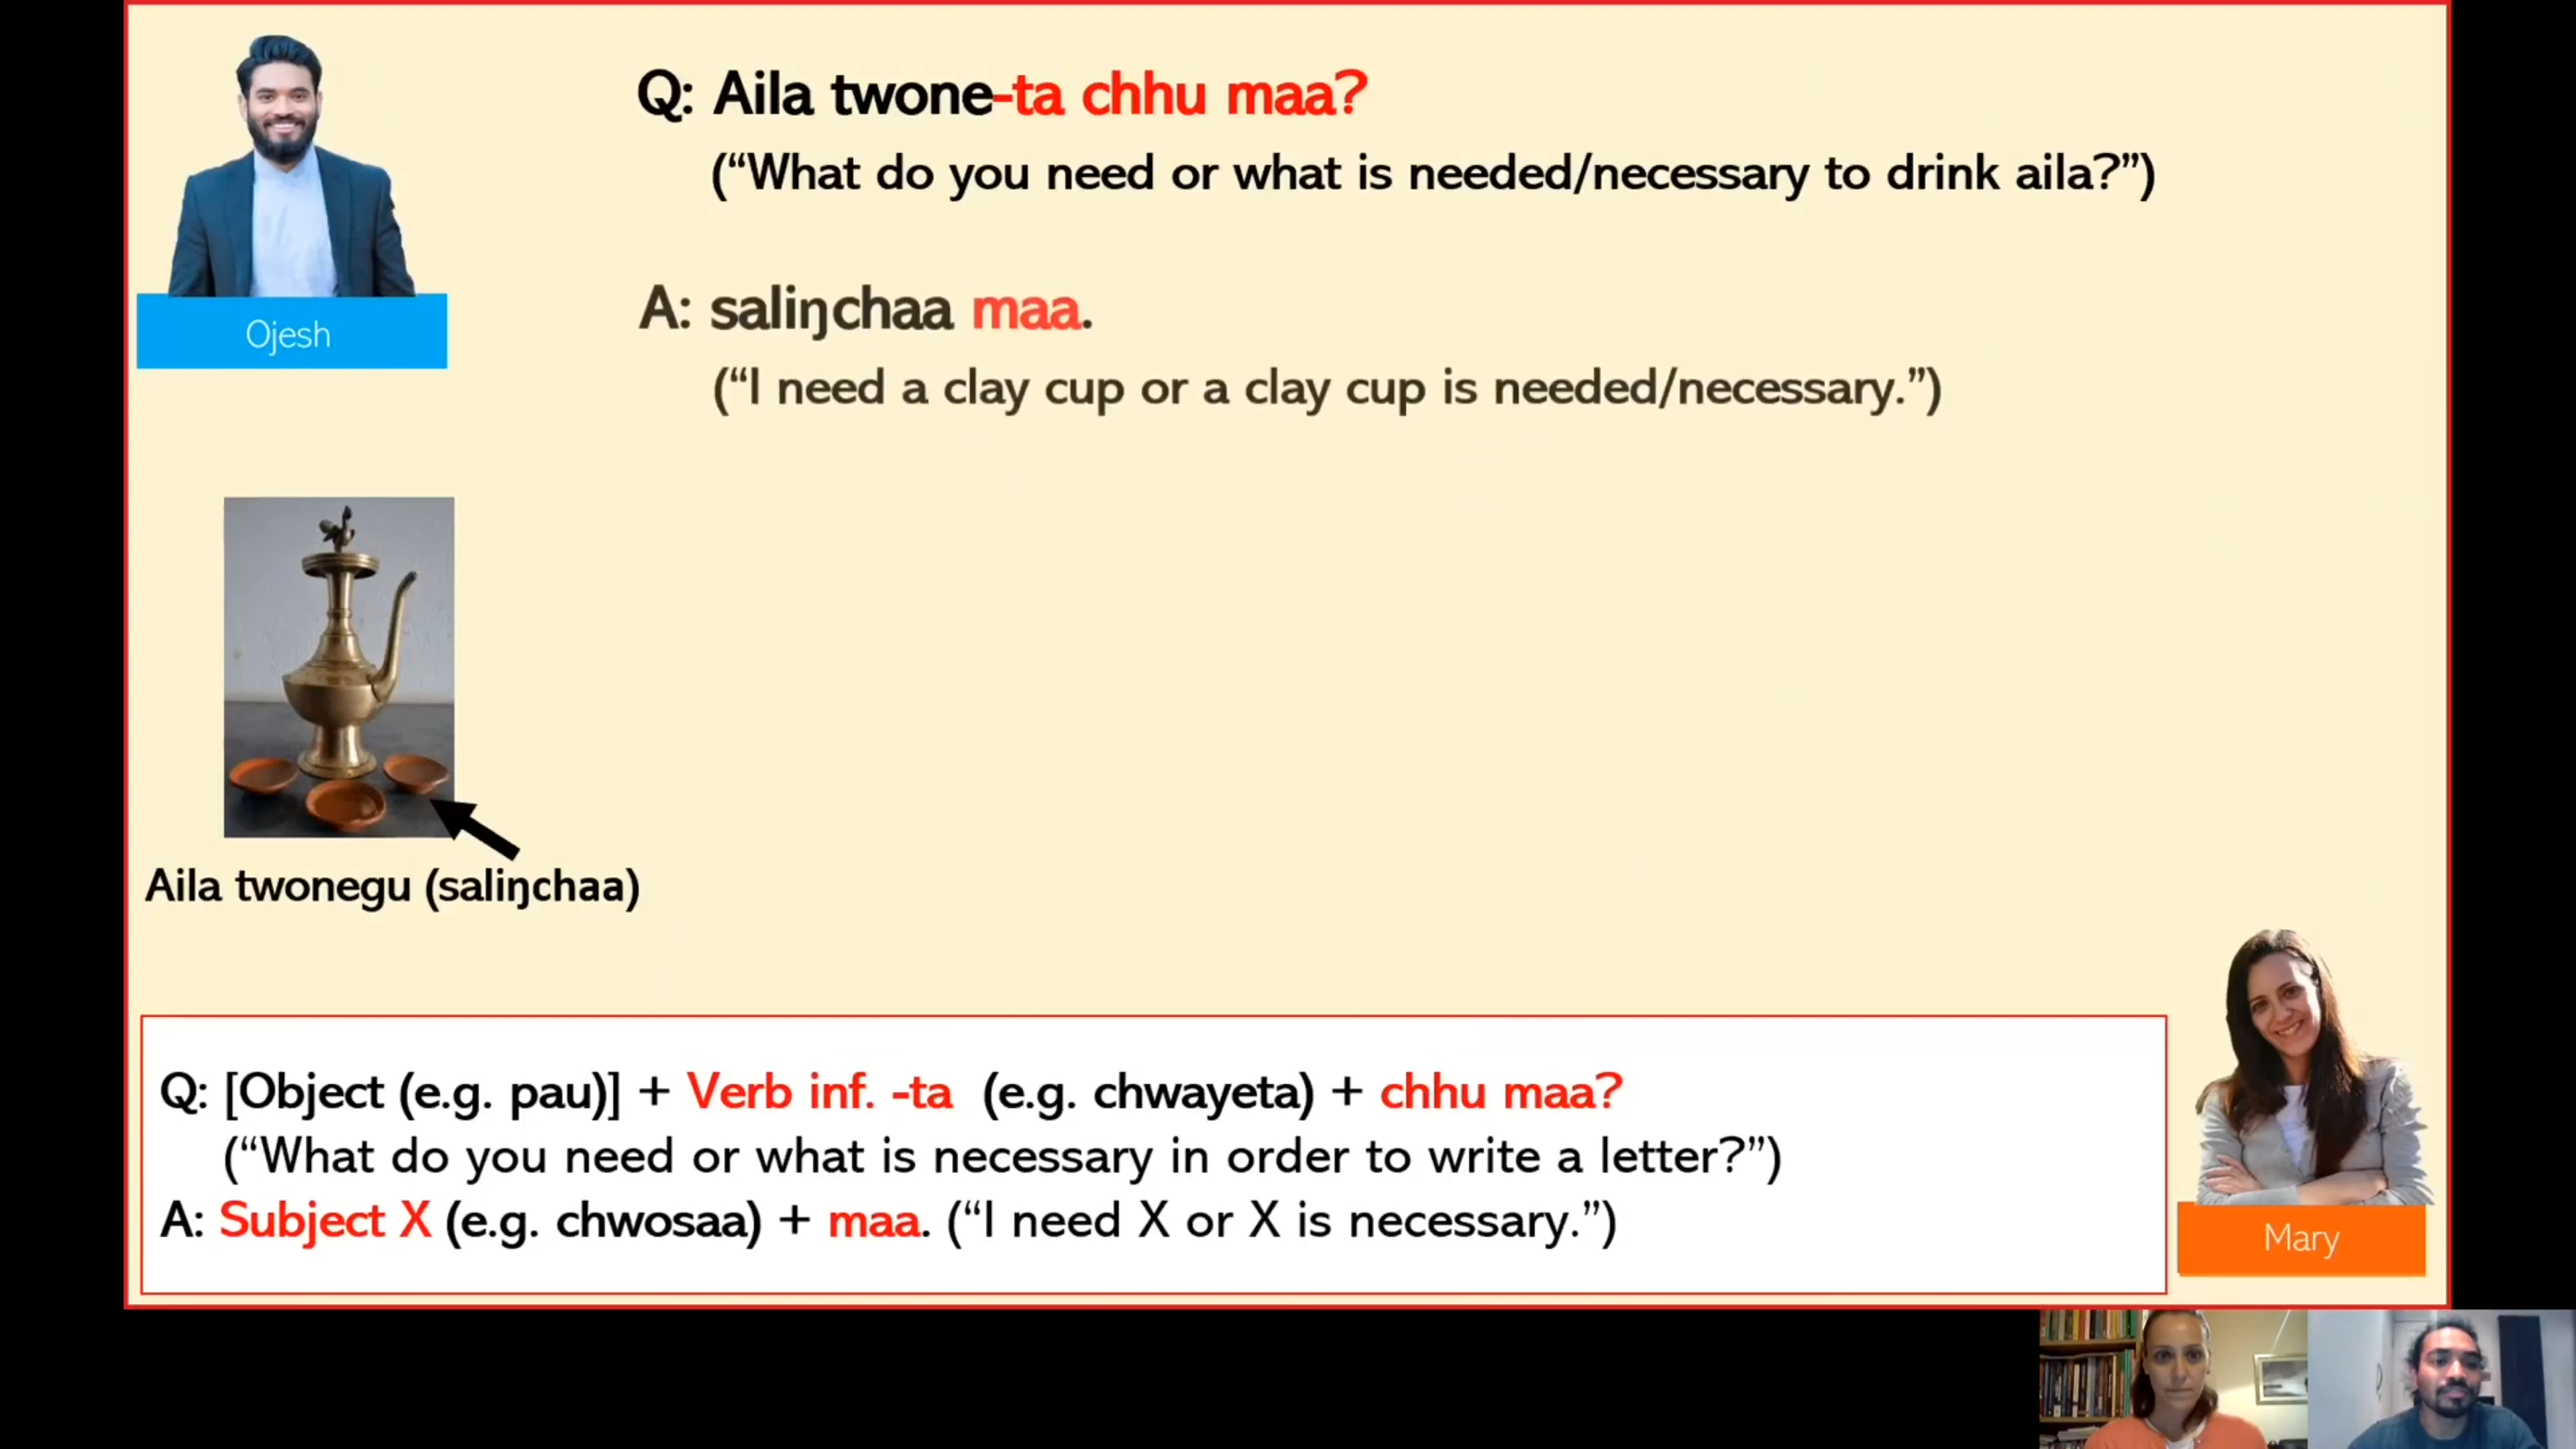 Q: Aila twone-ta chhu maa?
(“What do you need or what is needed/necessary to drink aila?”)
Ojesh
A: saliŋchaa maa.
(“I need a clay cup or a clay cup is needed/necessary.”)
Aila twonegu (saliŋchaa)
Q: [Object (e.g. pau)] + Verb inf. -ta (e.g. chwayeta) + chhu maa?
(“What do you need or what is necessary in order to write a letter?”)
A: Subject X (e.g. chwosaa) + maa. (“I need X or X is necessary.”)
Mary